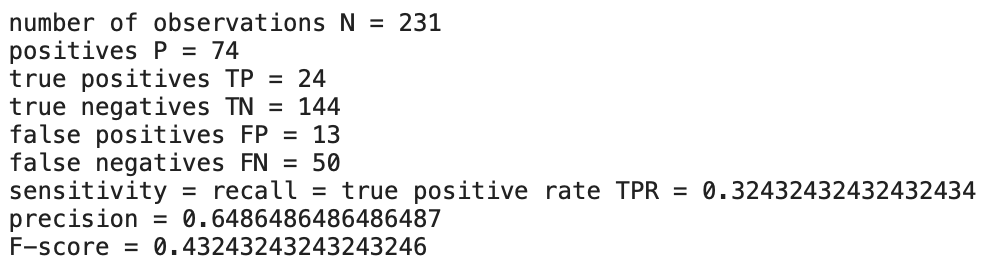 number of observations N = 231
positives P = 74
true positives TP = 24
true negatives TN = 144
false positives FP = 13
false negatives FN = 50
sensitivity = recall = true positive rate TPR = 0.32432432432432434
precision = 0.6486486486486487
F-score = 0.43243243243243246